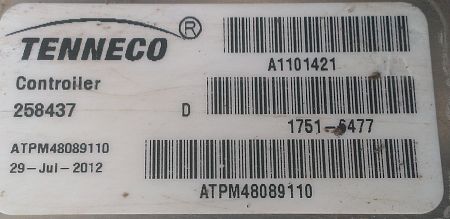 TENNECO ®
A1101421
Controller
258437 D
1751-6477
ATPM48089110
29-Jul-2012
ATPM48089110